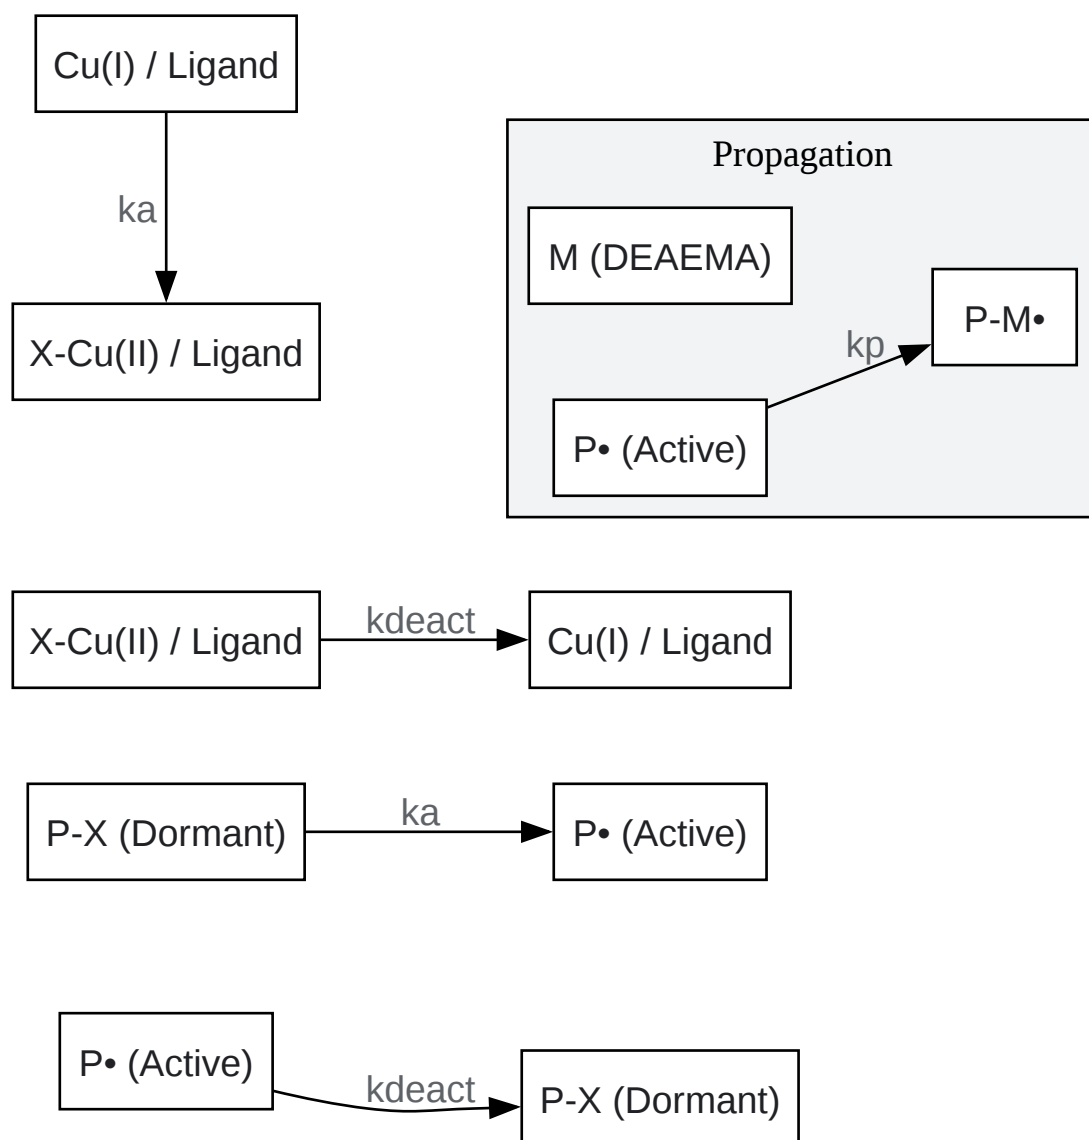 Cu(I) / Ligand
ka
X-Cu(II) / Ligand
Propagation
M (DEAEMA)
P-M•
kp
P• (Active)
X-Cu(II) / Ligand
kdeact
Cu(I) / Ligand
P-X (Dormant)
ka
P• (Active)
P• (Active)
kdeact
P-X (Dormant)